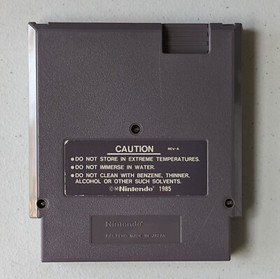 CAUTION REV-A
• DO NOT STORE IN EXTREME TEMPERATURES.
• DO NOT IMMERSE IN WATER.
• DO NOT CLEAN WITH BENZENE, THINNER,
ALCOHOL OR OTHER SUCH SOLVENTS.
Nintendo 1985
Nintendo